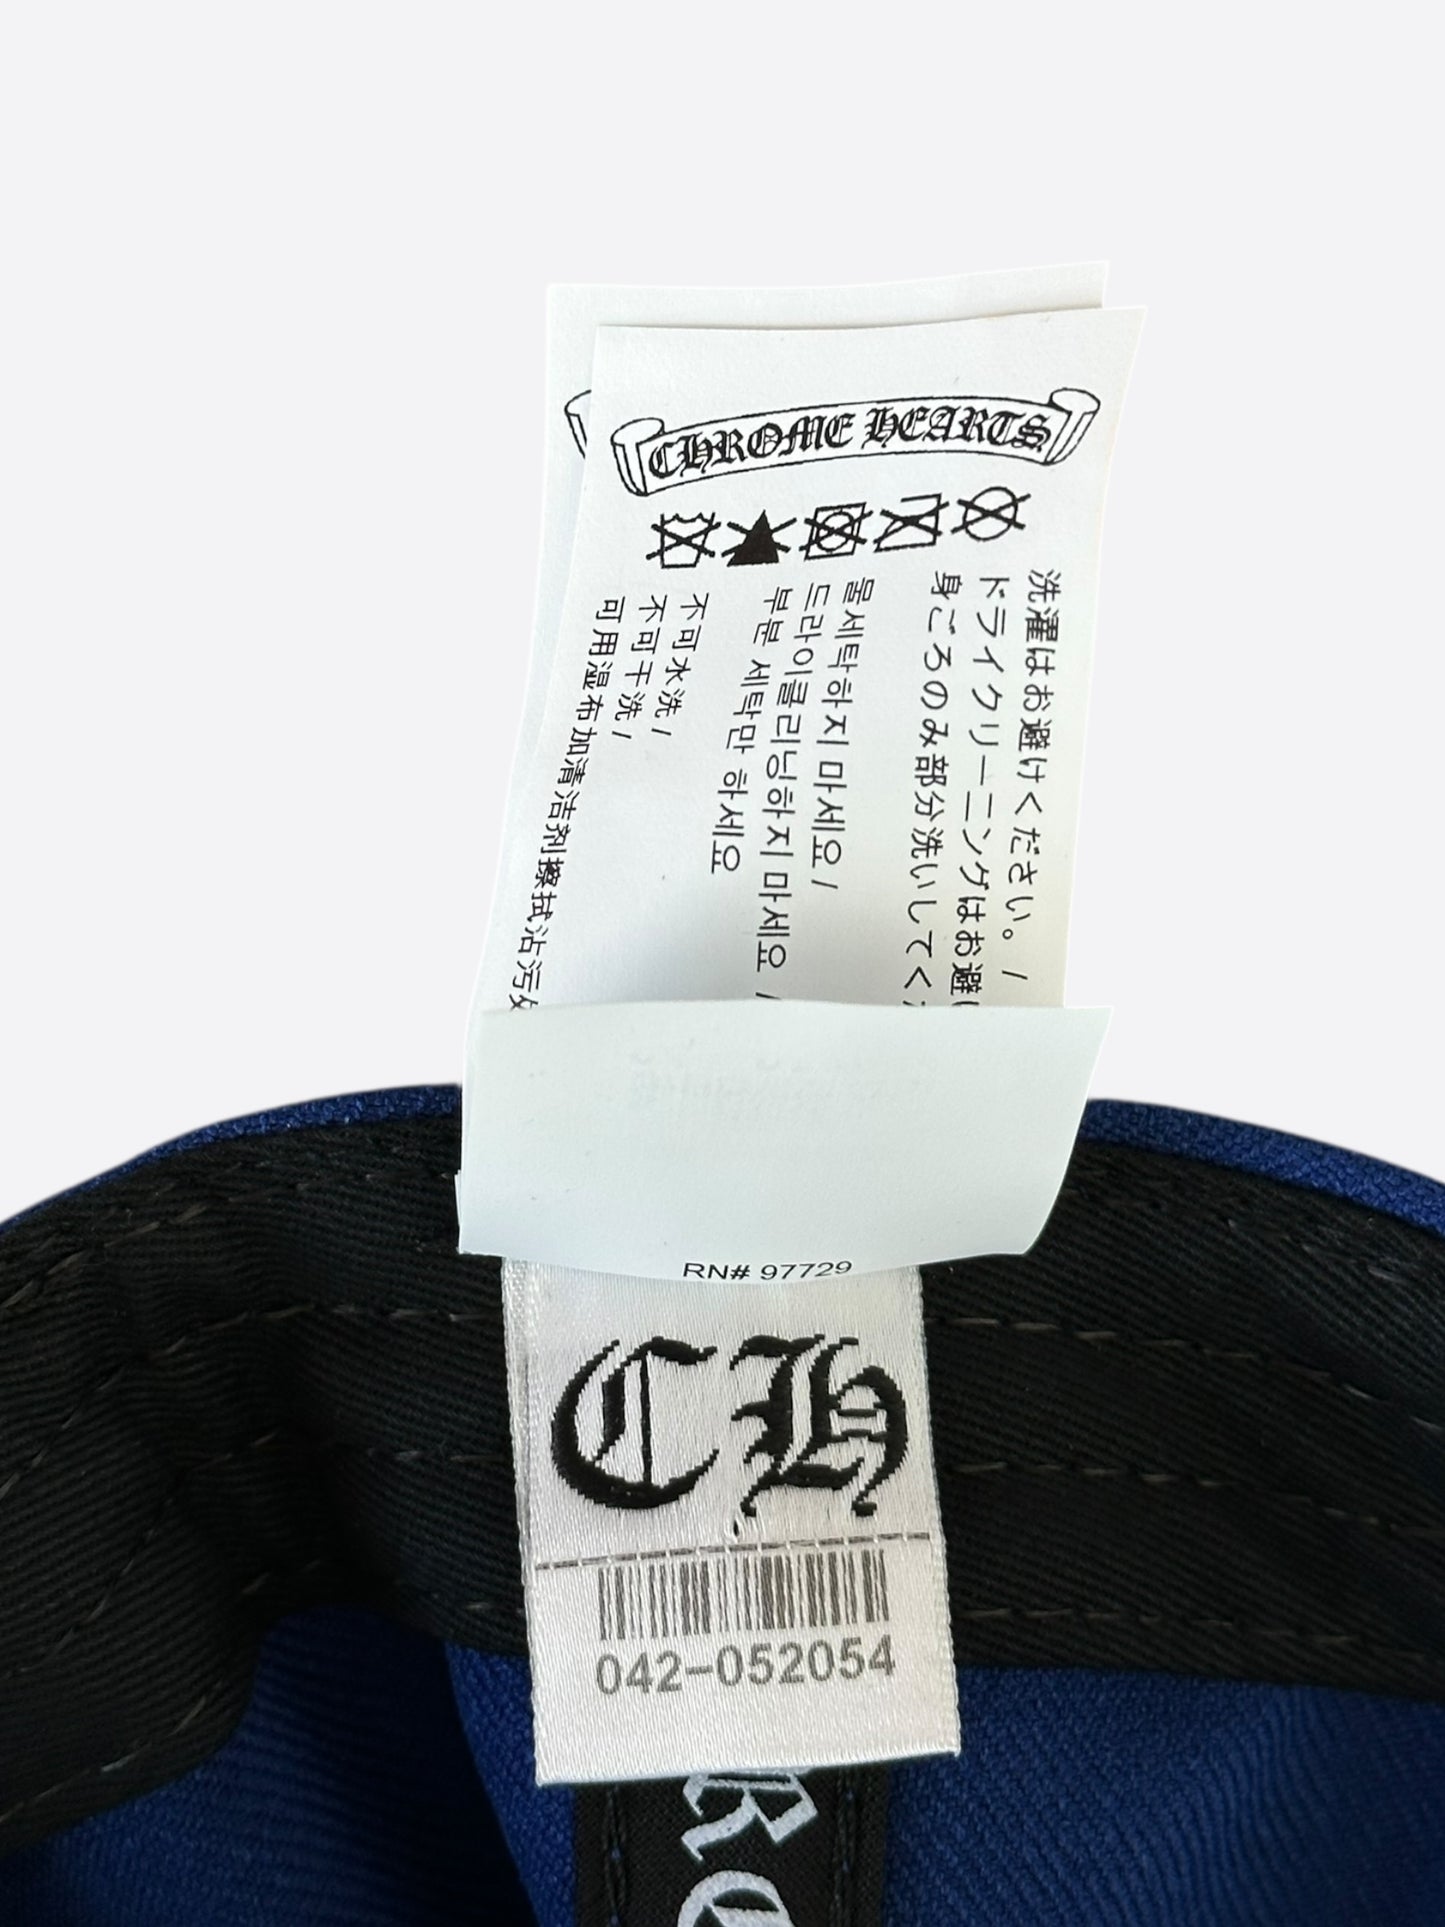 CHROME HEARTS
洗濯はお避けください。/
ドライクリーニングはお避
身ごろのみ部分洗いしてく
물세탁하지 마세요 /
드라이클리닝하지 마세요 /
부분 세탁만 하세요
不可水洗 /
不可干洗 /
可用湿布加清洁剂擦拭沾污
RN# 97729
CH
042-052054
R